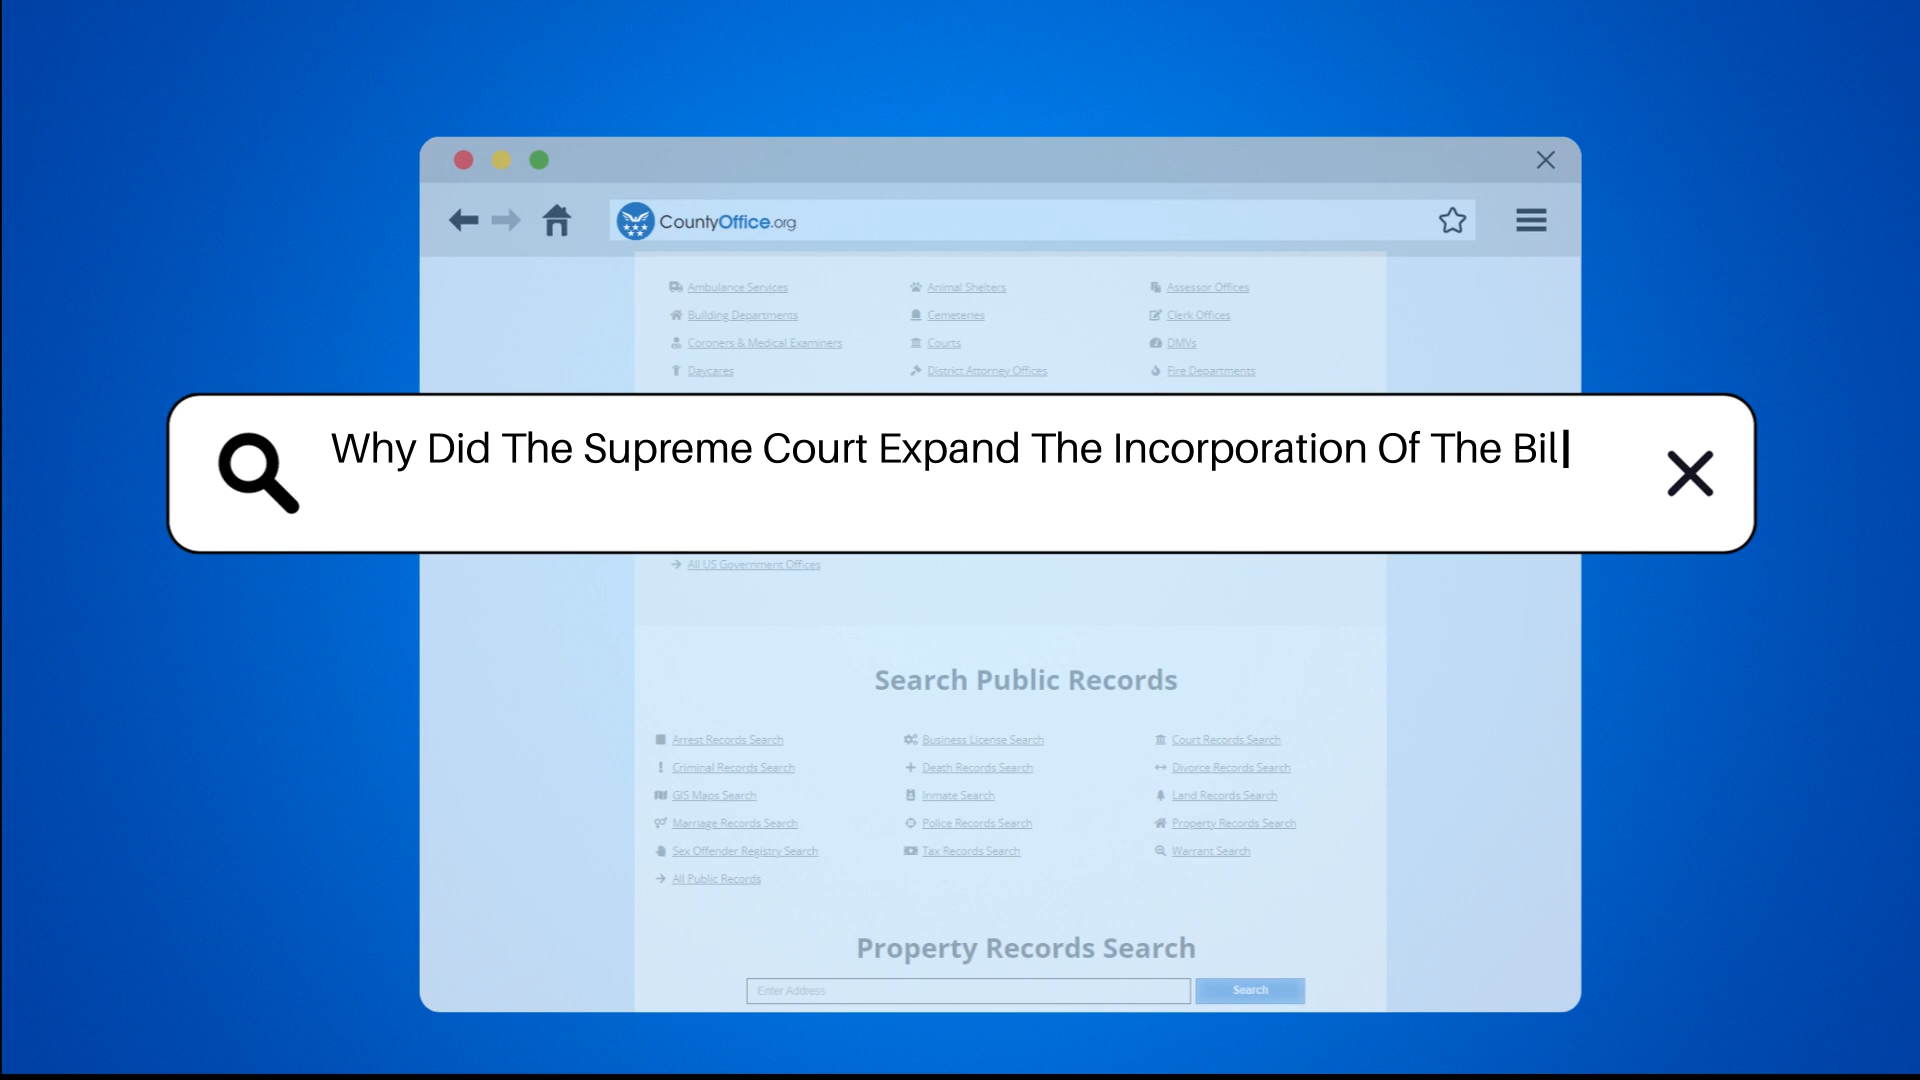 CountyOffice.org
Ambulance Services Animal Shelters Assessor Offices
Building Departments Cemeteries Clerk Offices
Coroners & Medical Examiners Courts DMVs
Daycares District Attorney Offices Fire Departments
Why Did The Supreme Court Expand The Incorporation Of The Bil
All US Government Offices
Search Public Records
Arrest Records Search Business License Search Court Records Search
Criminal Records Search Death Records Search Divorce Records Search
GIS Maps Search Inmate Search Land Records Search
Marriage Records Search Police Records Search Property Records Search
Sex Offender Registry Search Tax Records Search Warrant Search
All Public Records
Property Records Search
Enter Address Search